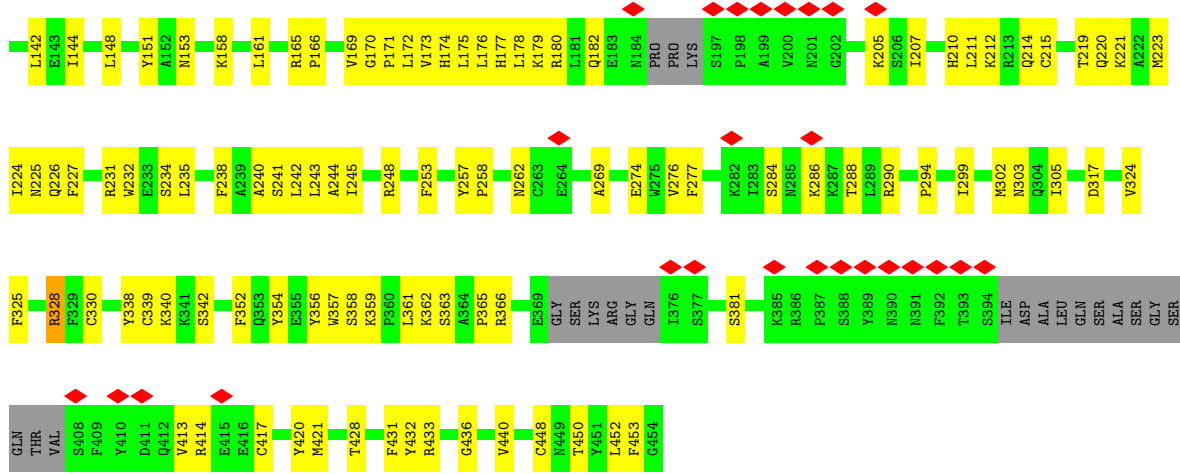 L142 E143 I144 L148 Y151 A152 N153 K158 L161 R165 P166 V169 G170 P171 L172 V173 H174 L175 L176 H177 L178 K179 R180 L181 Q182 E183 N184 PRO PRO LYS S197 P198 A199 V200 N201 G202 K205 S206 I207 H210 L211 K212 R213 Q214 C215 T219 Q220 K221 A222 M223
I224 N225 Q226 F227 R231 W232 E233 S234 L235 F238 A239 A240 S241 L242 L243 A244 I245 R248 F253 Y257 P258 N262 C263 E264 A269 E274 W275 V276 F277 K282 I283 S284 N285 K286 K287 T288 L289 R290 P294 I299 M302 N303 Q304 I305 D317 V324
F325 R328 F329 C330 Y338 C339 K340 K341 S342 F352 Q353 Y354 E355 Y356 W357 S358 K359 P360 L361 K362 S363 A364 P365 R366 E369 GLY SER LYS ARG GLY GLN I376 S377 S381 K385 R386 P387 S388 Y389 N390 N391 F392 T393 S394 ILE ASP ALA LEU GLN SER ALA SER GLY SER
GLN THR VAL S408 F409 Y410 D411 Q412 V413 R414 E415 E416 C417 Y420 M421 T428 F431 Y432 R433 G436 V440 C448 N449 T450 Y451 L452 F453 G454